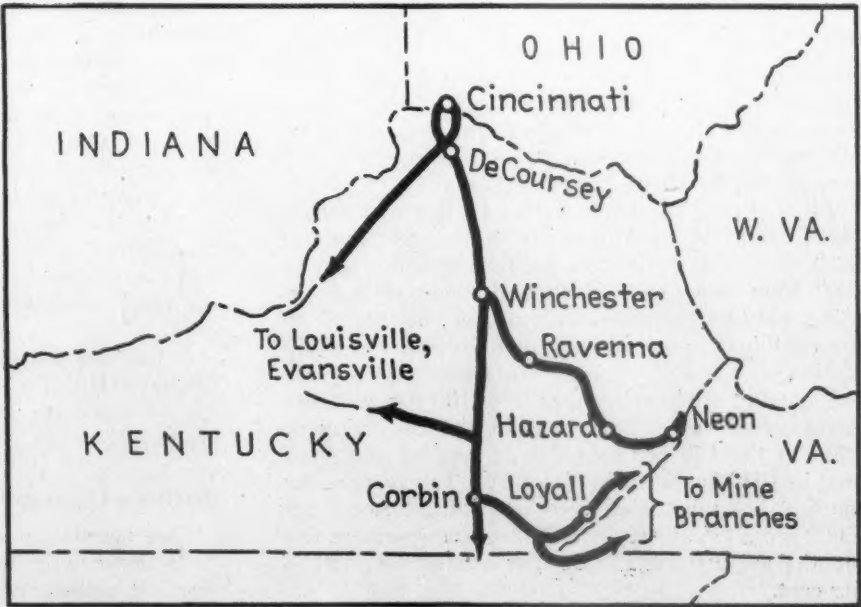 OHIO
Cincinnati
INDIANA
DeCoursey
W. VA.
Winchester
To Louisville,
Evansville
Ravenna
KENTUCKY
Hazard
Neon
VA.
Corbin
Loyall
To Mine
Branches